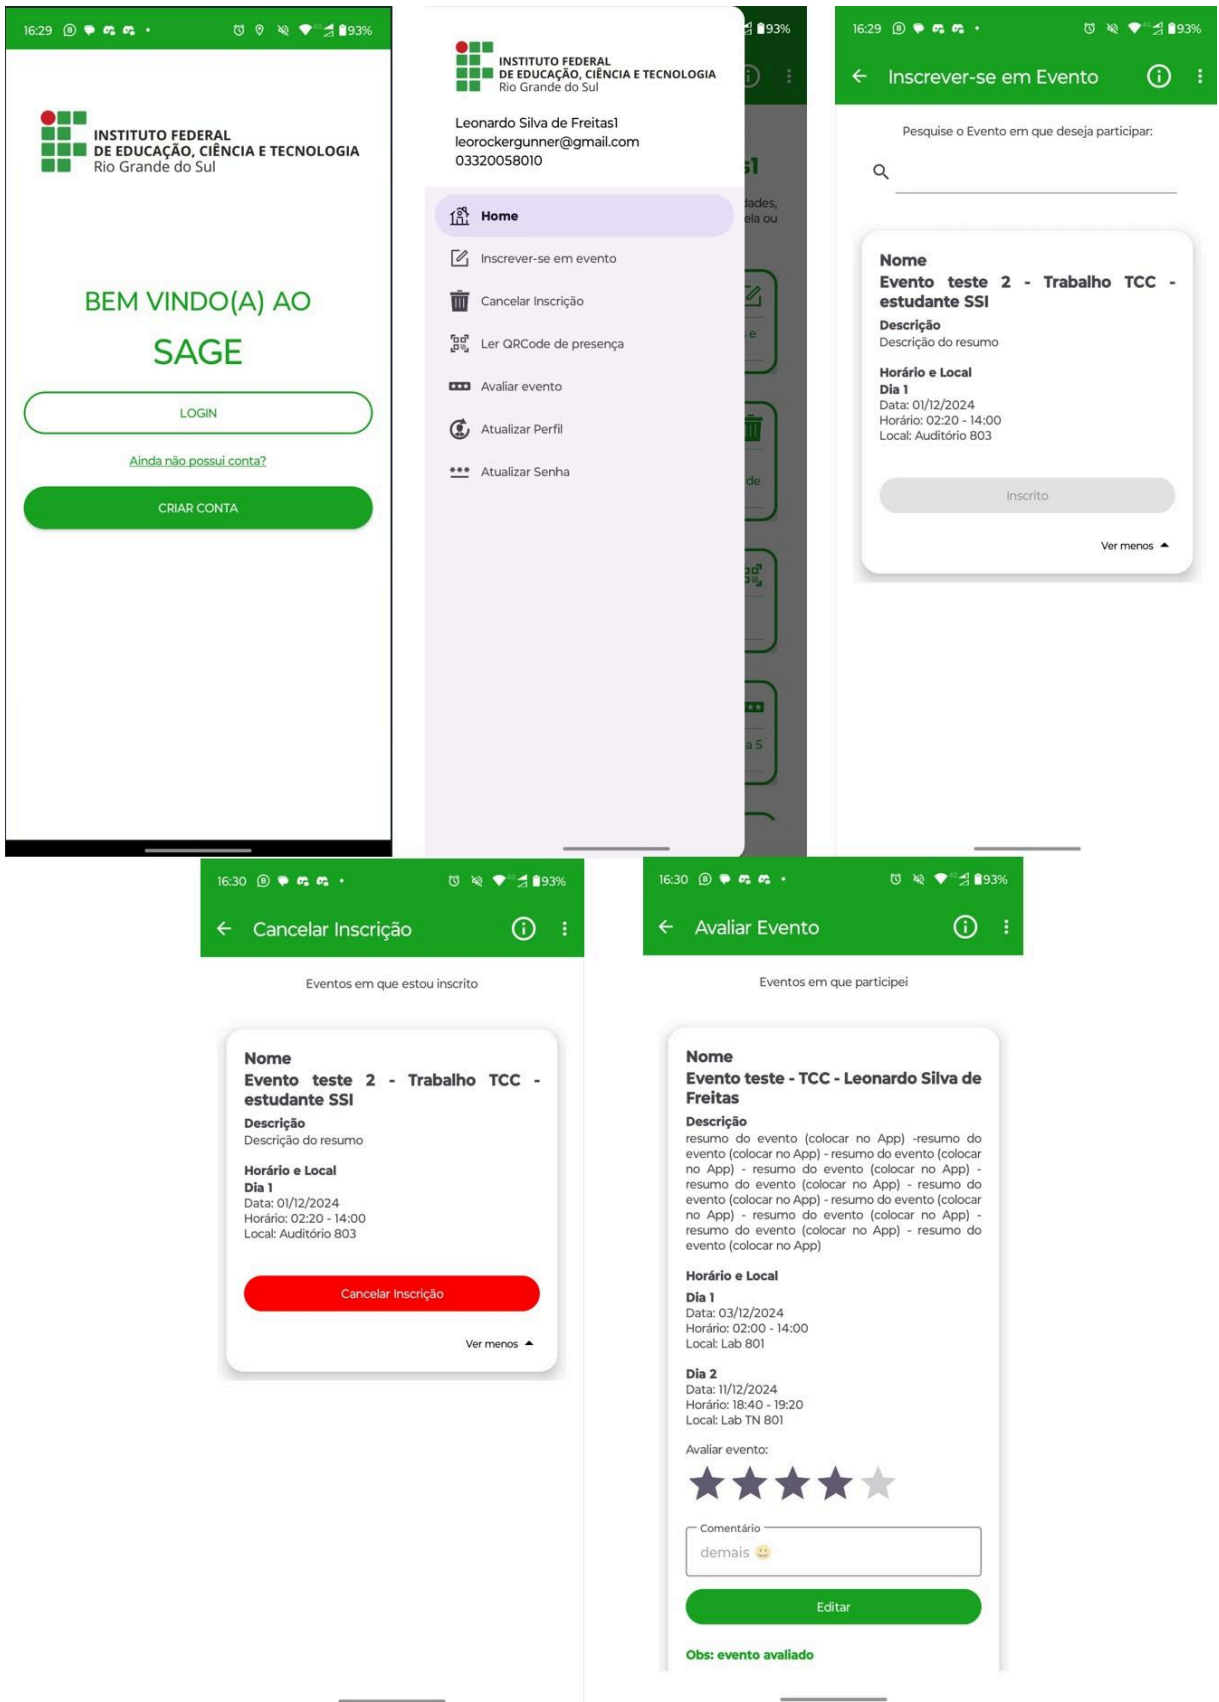 16:29
93%
INSTITUTO FEDERAL
DE EDUCAÇÃO, CIÊNCIA E TECNOLOGIA
Rio Grande do Sul
BEM VINDO(A) AO
SAGE
LOGIN
Ainda não possui conta?
CRIAR CONTA
93%
INSTITUTO FEDERAL
DE EDUCAÇÃO, CIÊNCIA E TECNOLOGIA
Rio Grande do Sul
Leonardo Silva de Freitas1
leorockergunner@gmail.com
03320058010
s1
dades,
ela ou
Home
Inscrever-se em evento
Cancelar Inscrição
Ler QRCode de presença
Avaliar evento
Atualizar Perfil
Atualizar Senha
s e
de
a 5
16:29
93%
Inscrever-se em Evento
Pesquise o Evento em que deseja participar:
Nome
Evento teste 2 - Trabalho TCC -
estudante SSI
Descrição
Descrição do resumo
Horário e Local
Dia 1
Data: 01/12/2024
Horário: 02:20 - 14:00
Local: Auditório 803
Inscrito
Ver menos
16:30
4G
93%
Cancelar Inscrição
Eventos em que estou inscrito
Nome
Evento teste 2 - Trabalho TCC -
estudante SSI
Descrição
Descrição do resumo
Horário e Local
Dia 1
Data: 01/12/2024
Horário: 02:20 - 14:00
Local: Auditório 803
Cancelar Inscrição
Ver menos
16:30
4G
93%
Avaliar Evento
Eventos em que participei
Nome
Evento teste - TCC - Leonardo Silva de
Freitas
Descrição
resumo do evento (colocar no App) -resumo do
evento (colocar no App) - resumo do evento (colocar
no App) - resumo do evento (colocar no App) -
resumo do evento (colocar no App) - resumo do
evento (colocar no App) - resumo do evento (colocar
no App) - resumo do evento (colocar no App) -
resumo do evento (colocar no App) - resumo do
evento (colocar no App)
Horário e Local
Dia 1
Data: 03/12/2024
Horário: 02:00 - 14:00
Local: Lab 801
Dia 2
Data: 11/12/2024
Horário: 18:40 - 19:20
Local: Lab TN 801
Avaliar evento:
Comentário
demais 😃
Editar
Obs: evento avaliado